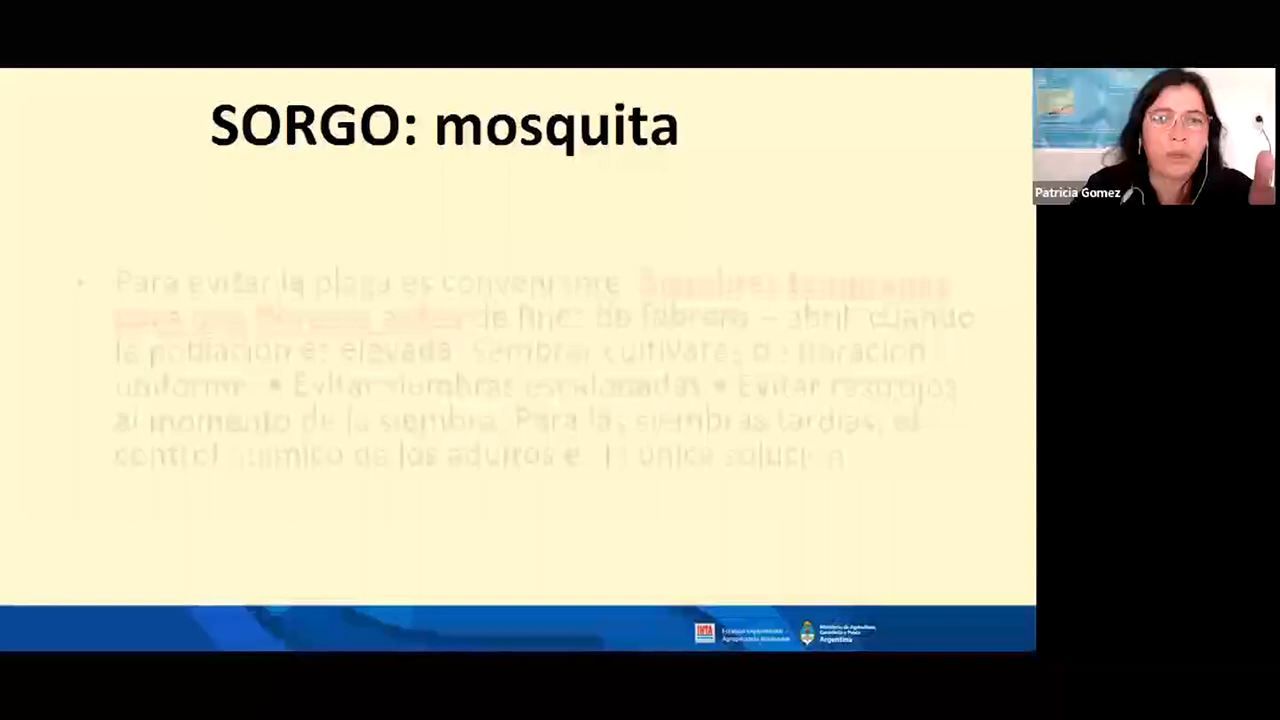 SORGO: mosquita
Patricia Gomez
• Para evitar la plaga es conveniente
de fines de febrero – abril, cuando
la población es elevada. Sembrar cultivares de
uniforme. • Evitar siembras escalonadas • Evitar rastrojos
al momento de la siembra. Para las siembras tardías, el
control químico de los adultos es la única solución
INTA
Argentina